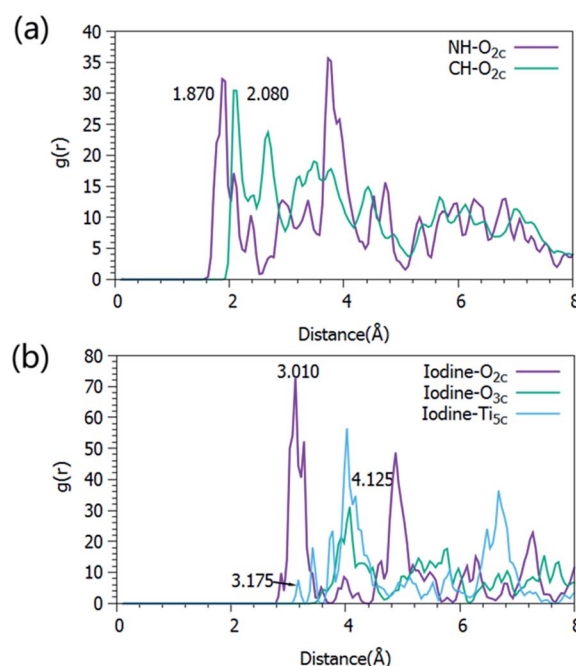 (a)
40
35
30
25
20
15
10
5
0
g(r)
NH-O2c
CH-O2c
1.870
2.080
0 2 4 6 8
Distance(Å)
(b)
80
70
60
50
40
30
20
10
0
g(r)
Iodine-O2c
Iodine-O3c
Iodine-Ti5c
3.010
4.125
3.175
0 2 4 6 8
Distance(Å)